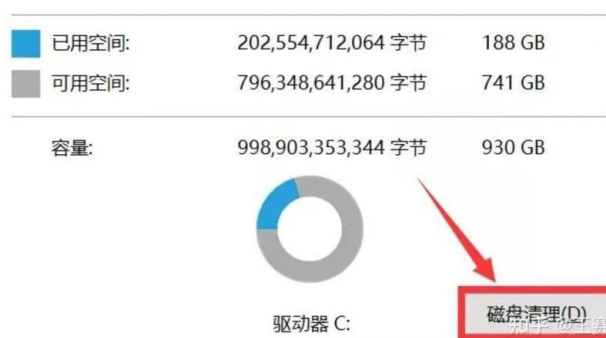 已用空间: 202,554,712,064 字节 188 GB
可用空间: 796,348,641,280 字节 741 GB
容量: 998,903,353,344 字节 930 GB
驱动器 C:
磁盘清理(D)
知乎 @王赛